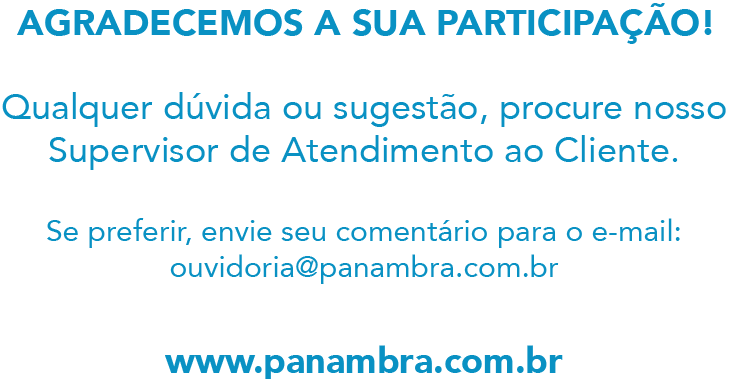 AGRADECEMOS A SUA PARTICIPAÇÃO!
Qualquer dúvida ou sugestão, procure nosso
Supervisor de Atendimento ao Cliente.
Se preferir, envie seu comentário para o e-mail:
ouvidoria@panambra.com.br
www.panambra.com.br